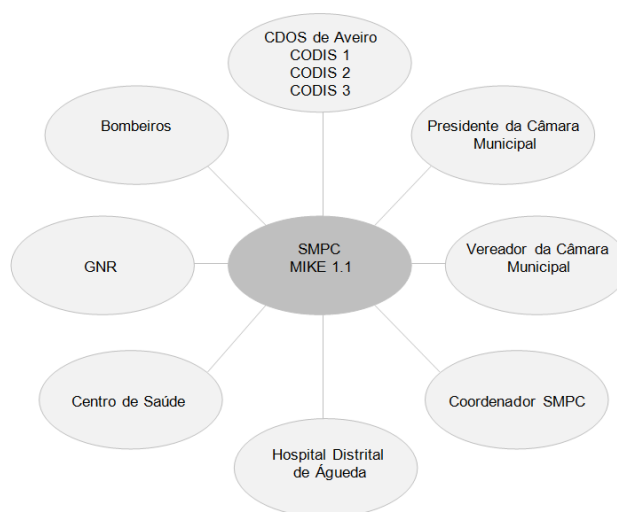 CDOS de Aveiro
CODIS 1
CODIS 2
CODIS 3
Bombeiros
Presidente da Câmara
Municipal
GNR
SMPC
MIKE 1.1
Vereador da Câmara
Municipal
Centro de Saúde
Coordenador SMPC
Hospital Distrital
de Águeda